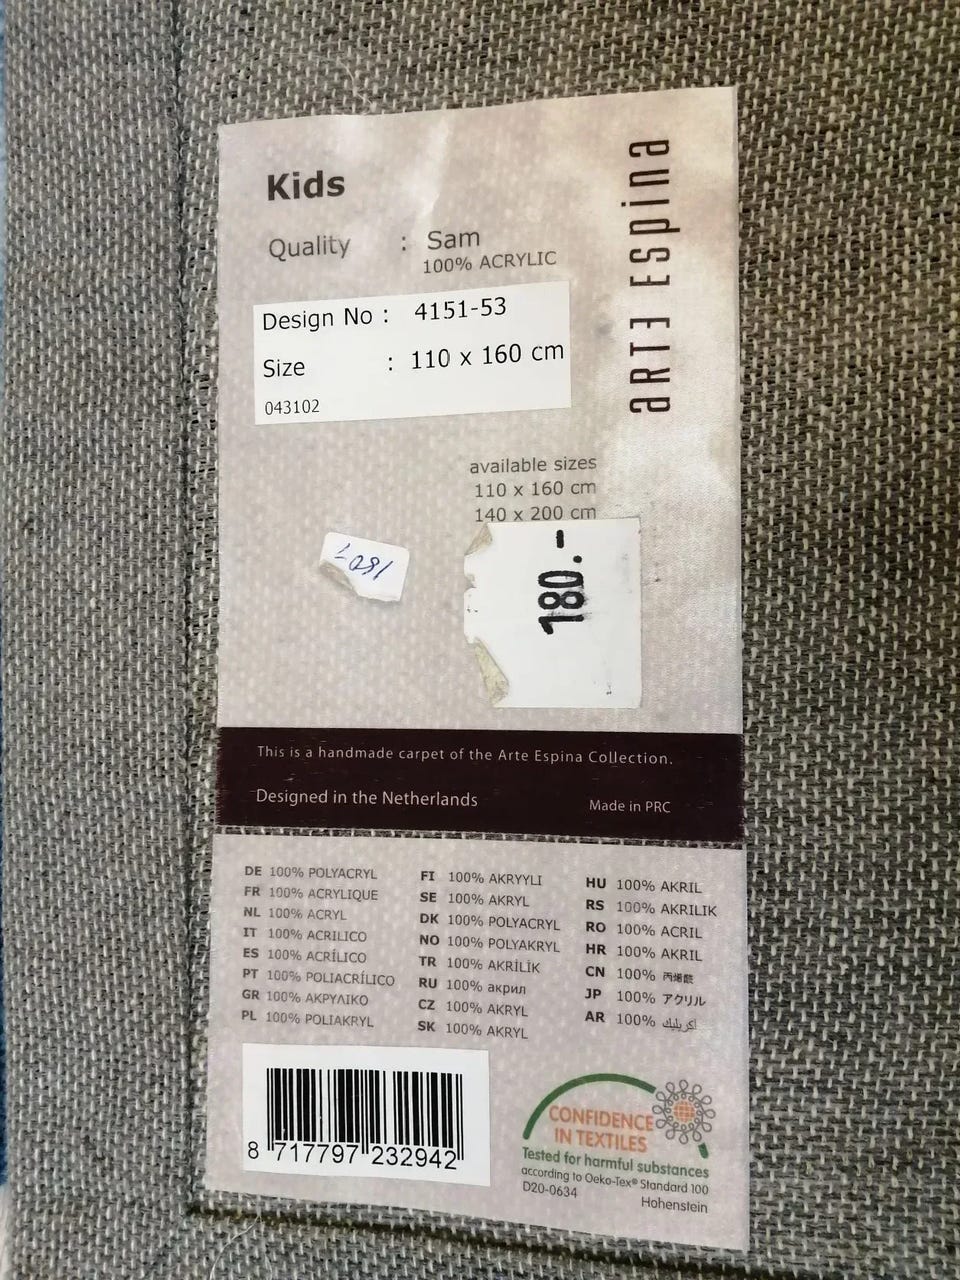 Kids
ARTE ESPINA
Quality : Sam
100% ACRYLIC
Design No : 4151-53
Size : 110 x 160 cm
043102
available sizes
110 x 160 cm
140 x 200 cm
180.-
This is a handmade carpet of the Arte Espina Collection.
Designed in the Netherlands
Made in PRC
DE 100% POLYACRYL
FR 100% ACRYLIQUE
NL 100% ACRYL
IT 100% ACRILICO
ES 100% ACRÍLICO
PT 100% POLIACRÍLICO
GR 100% ΑΚΡΥΛΙΚΟ
PL 100% POLIAKRYL
FI 100% AKRYYLI
SE 100% AKRYL
DK 100% POLYACRYL
NO 100% POLYAKRYL
TR 100% AKRİLİK
RU 100% акрил
CZ 100% AKRYL
SK 100% AKRYL
HU 100% AKRIL
RS 100% AKRILIK
RO 100% ACRIL
HR 100% AKRIL
CN 100% 丙烯酸
JP 100% アクリル
AR 100% أكريليك
8 717797 232942
CONFIDENCE
IN TEXTILES
Tested for harmful substances
according to Oeko-Tex® Standard 100
D20-0634
Hohenstein